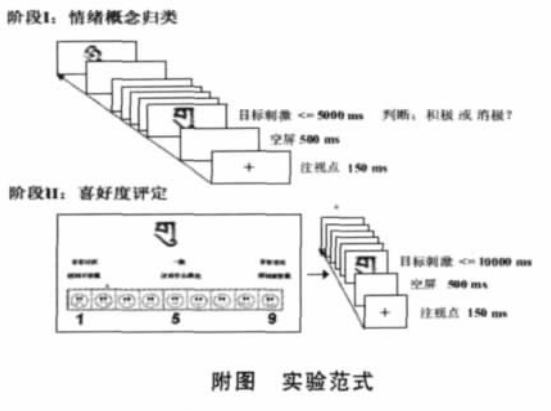 阶段I：情绪概念归类
目标刺激 <= 5000 ms 判断：积极 或 消极？
空屏 500 ms
+
注视点 150 ms
阶段II：喜好度评定
1 5 9
目标刺激 <= 10000 ms
空屏 500 ms
+
注视点 150 ms
附图 实验范式